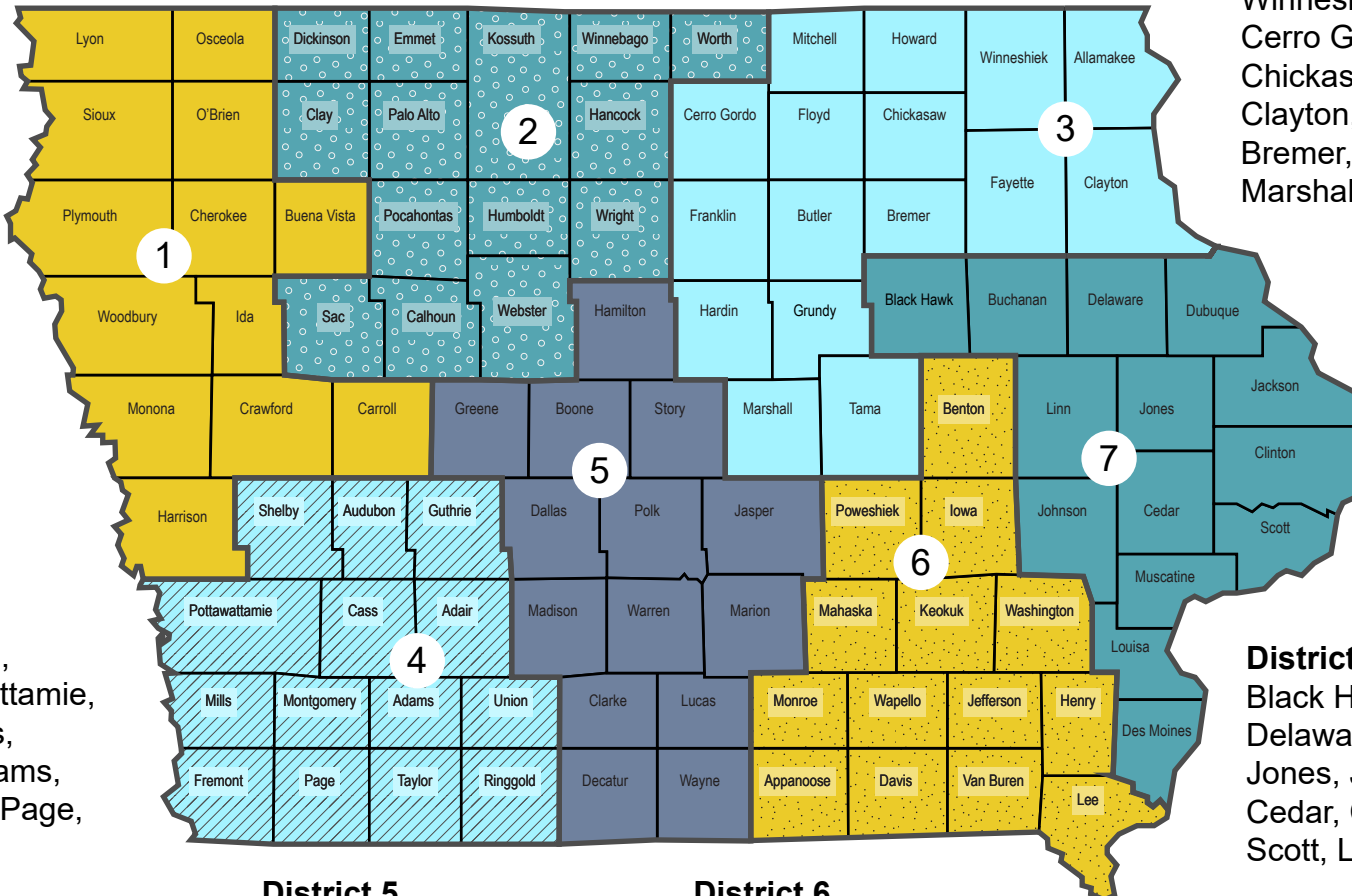 Winnesh
Lyon Osceola Dickinson Emmet Kossuth Winnebago Worth Mitchell Howard
Cerro G
Winneshiek Allamakee
Chickas
Sioux O'Brien Clay Palo Alto Hancock Cerro Gordo Floyd Chickasaw
Clayton
2
3
Bremer,
Fayette Clayton
Marshal
Plymouth Cherokee Buena Vista Pocahontas Humboldt Wright Franklin Butler Bremer
1
Black Hawk Buchanan Delaware Dubuque
Woodbury Ida Sac Calhoun Webster Hamilton Hardin Grundy
Jackson
Monona Crawford Carroll Greene Boone Story Marshall Tama Benton Linn Jones
Clinton
5
7
Harrison Shelby Audubon Guthrie Dallas Polk Jasper Poweshiek Iowa Johnson Cedar
Scott
6
Muscatine
Pottawattamie Cass Adair Madison Warren Marion Mahaska Keokuk Washington
Louisa
4
,
ttamie,
s,
ams,
Page,
District
Black H
Delawa
Jones, J
Cedar, C
Scott, L
Mills Montgomery Adams Union Clarke Lucas Monroe Wapello Jefferson Henry
Des Moines
Fremont Page Taylor Ringgold Decatur Wayne Appanoose Davis Van Buren
Lee
District 5
District 6